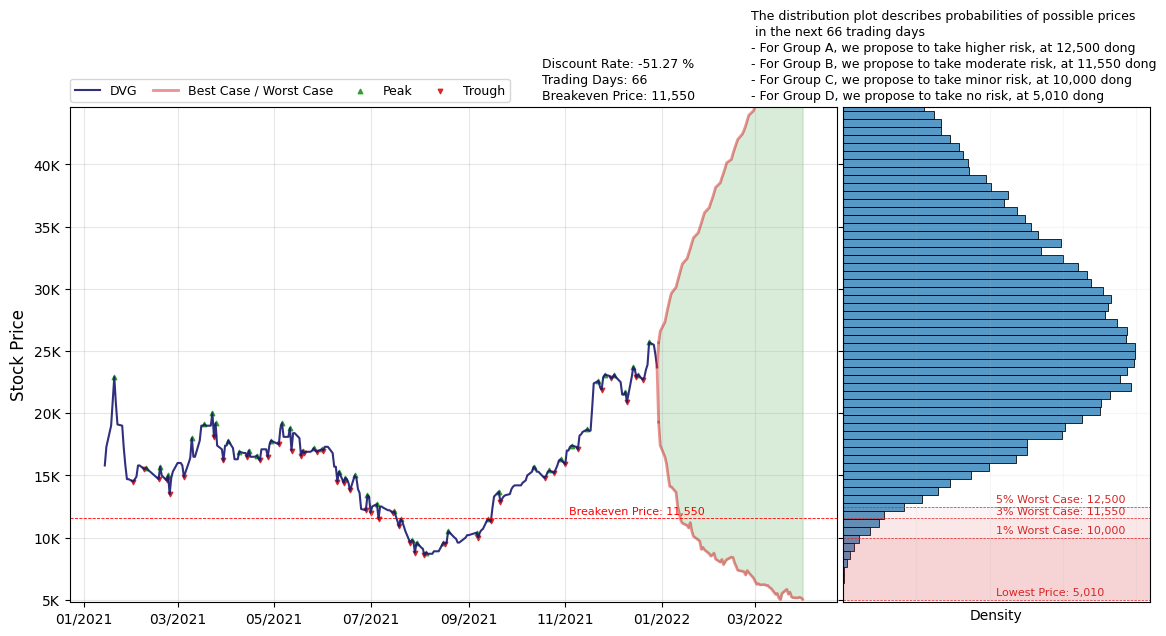 The distribution plot describes probabilities of possible prices
in the next 66 trading days
- For Group A, we propose to take higher risk, at 12,500 dong
- For Group B, we propose to take moderate risk, at 11,550 dong
- For Group C, we propose to take minor risk, at 10,000 dong
- For Group D, we propose to take no risk, at 5,010 dong
Discount Rate: -51.27 %
Trading Days: 66
Breakeven Price: 11,550
DVG
Best Case / Worst Case
Peak
Trough
Stock Price
40K
35K
30K
25K
20K
15K
10K
5K
Breakeven Price: 11,550
01/2021
03/2021
05/2021
07/2021
09/2021
11/2021
01/2022
03/2022
5% Worst Case: 12,500
3% Worst Case: 11,550
1% Worst Case: 10,000
Lowest Price: 5,010
Density